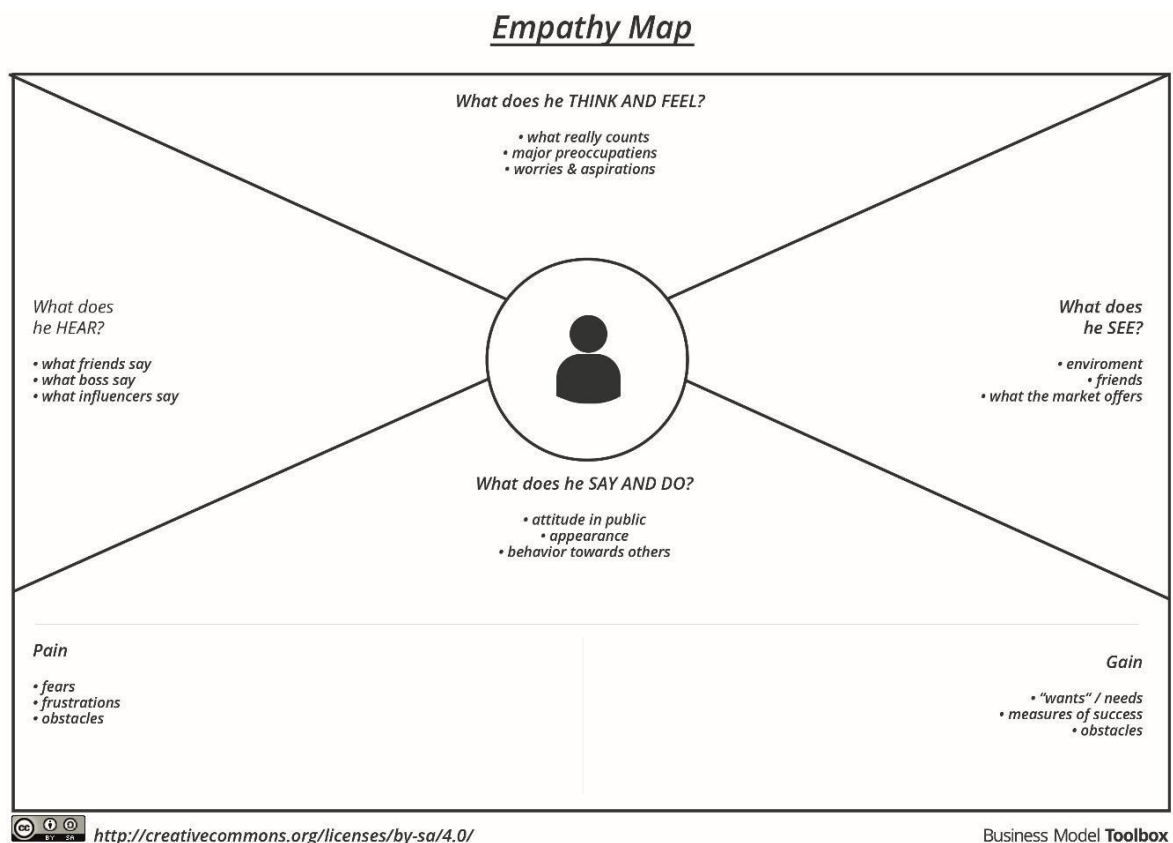 Empathy Map
What does he THINK AND FEEL?
• what really counts
• major preoccupatiens
• worries & aspirations
What does
he HEAR?
• what friends say
• what boss say
• what influencers say
What does
he SEE?
• enviroment
• friends
• what the market offers
What does he SAY AND DO?
• attitude in public
• appearance
• behavior towards others
Pain
• fears
• frustrations
• obstacles
Gain
• “wants” / needs
• measures of success
• obstacles
cc BY SA
http://creativecommons.org/licenses/by-sa/4.0/
Business Model Toolbox